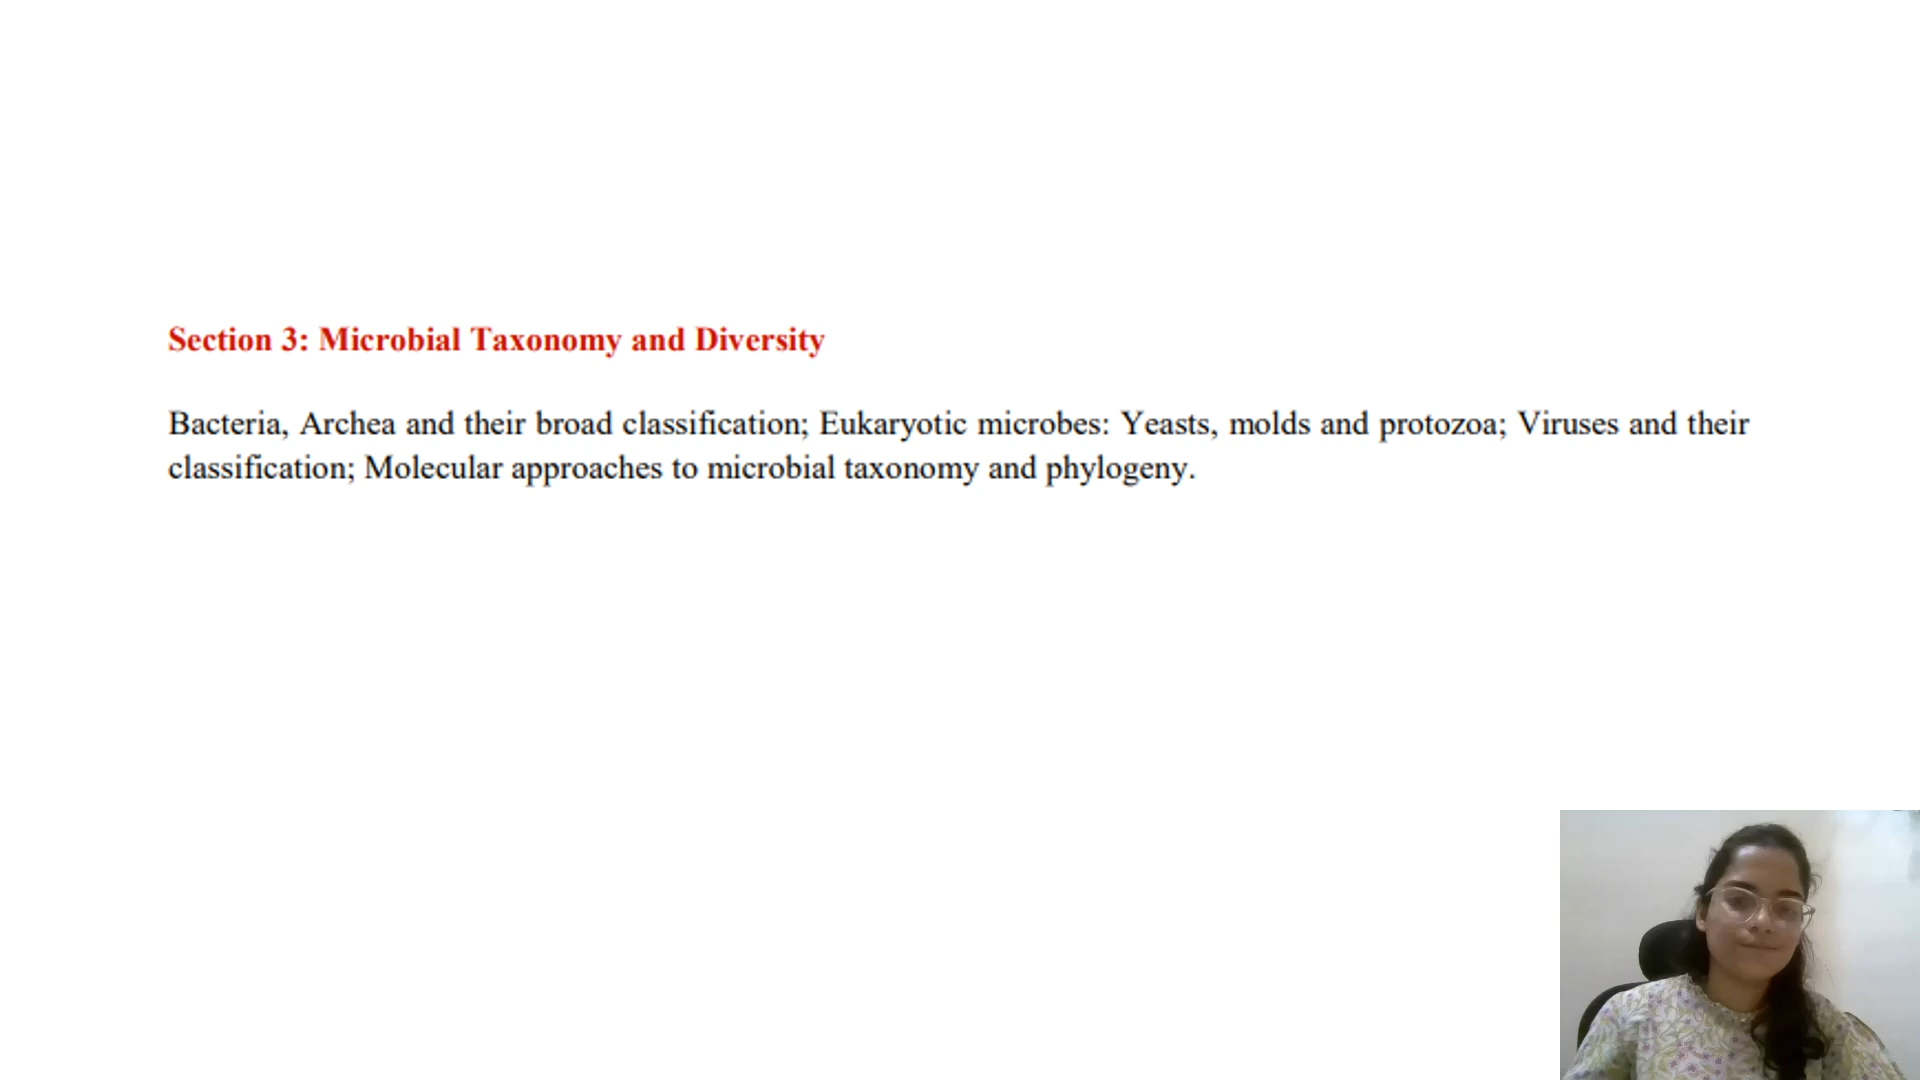 Section 3: Microbial Taxonomy and Diversity
Bacteria, Archea and their broad classification; Eukaryotic microbes: Yeasts, molds and protozoa; Viruses and their
classification; Molecular approaches to microbial taxonomy and phylogeny.